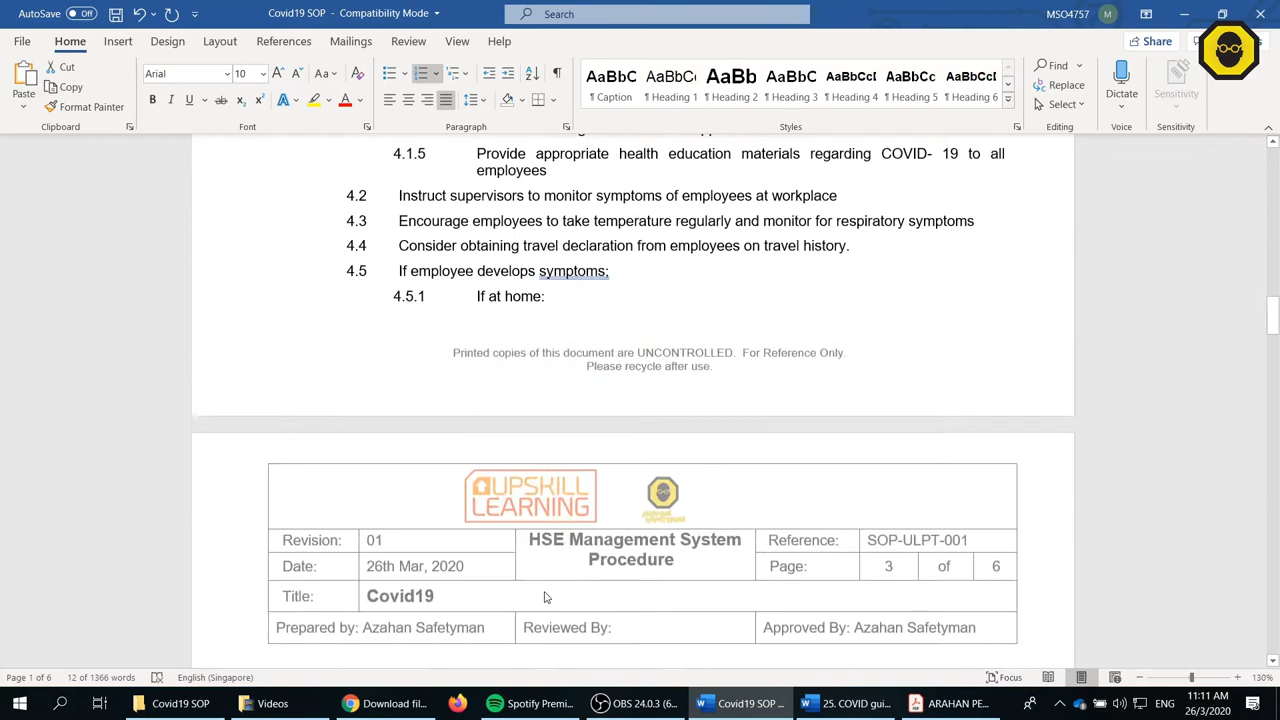 AutoSave Off Covid19 SOP - Compatibility Mode Search MSO4757 M
File Home Insert Design Layout References Mailings Review View Help Share
Cut
Copy
Paste
Format Painter
Arial 10
AaBbC AaBbCc AaBb AaBbC AaBbCcI AaBbCc AaBbCc
¶ Caption ¶ Heading 1 ¶ Heading 2 ¶ Heading 3 ¶ Heading 4 ¶ Heading 5 ¶ Heading 6
Find
Replace
Select
Dictate Sensitivity
Clipboard Font Paragraph Styles Editing Voice Sensitivity
4.1.5 Provide appropriate health education materials regarding COVID- 19 to all
employees
4.2 Instruct supervisors to monitor symptoms of employees at workplace
4.3 Encourage employees to take temperature regularly and monitor for respiratory symptoms
4.4 Consider obtaining travel declaration from employees on travel history.
4.5 If employee develops symptoms;
4.5.1 If at home:
Printed copies of this document are UNCONTROLLED. For Reference Only.
Please recycle after use.
UPSKILL
LEARNING
Revision: 01 HSE Management System Reference: SOP-ULPT-001
Procedure
Date: 26th Mar, 2020 Page: 3 of 6
Title: Covid19
Prepared by: Azahan Safetyman Reviewed By: Approved By: Azahan Safetyman
Page 1 of 6 12 of 1366 words English (Singapore) Focus 130%
Covid19 SOP Videos Download fil... Spotify Premi... OBS 24.0.3 (6... Covid19 SOP ... 25. COVID gui... ARAHAN PE... ENG 11:11 AM
26/3/2020